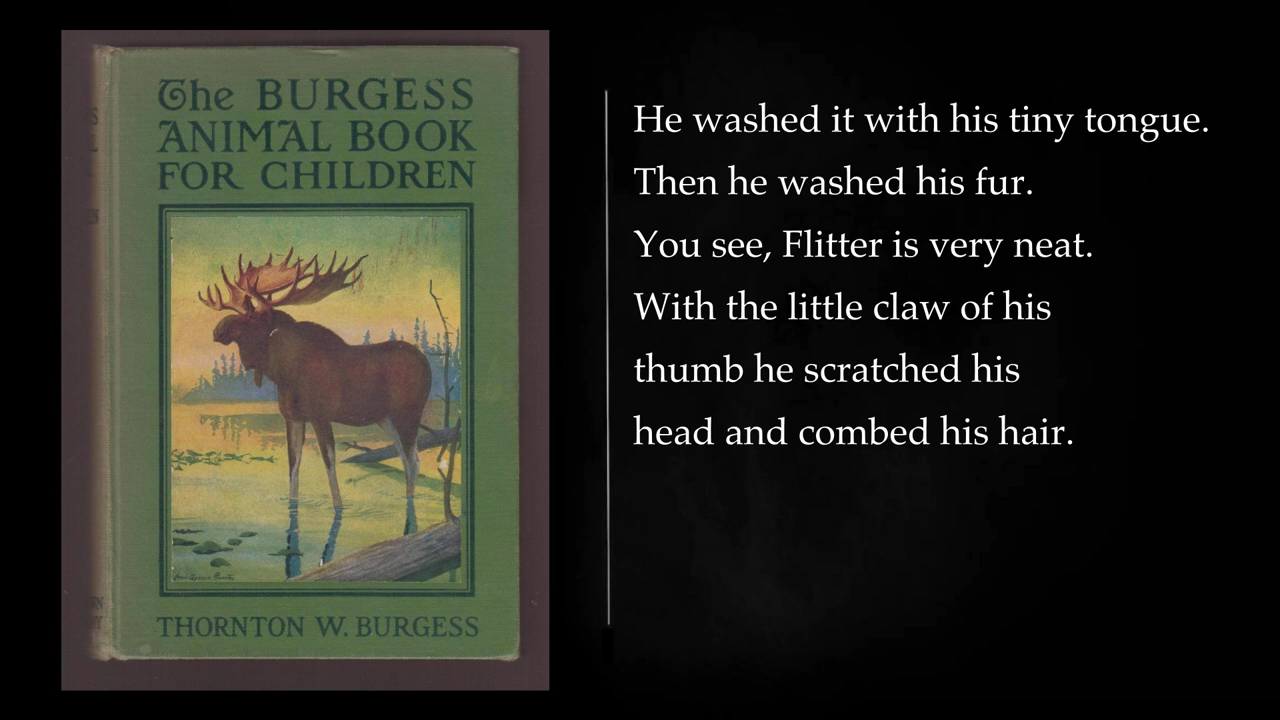 The BURGESS
ANIMAL BOOK
FOR CHILDREN
THORNTON W. BURGESS
He washed it with his tiny tongue.
Then he washed his fur.
You see, Flitter is very neat.
With the little claw of his
thumb he scratched his
head and combed his hair.